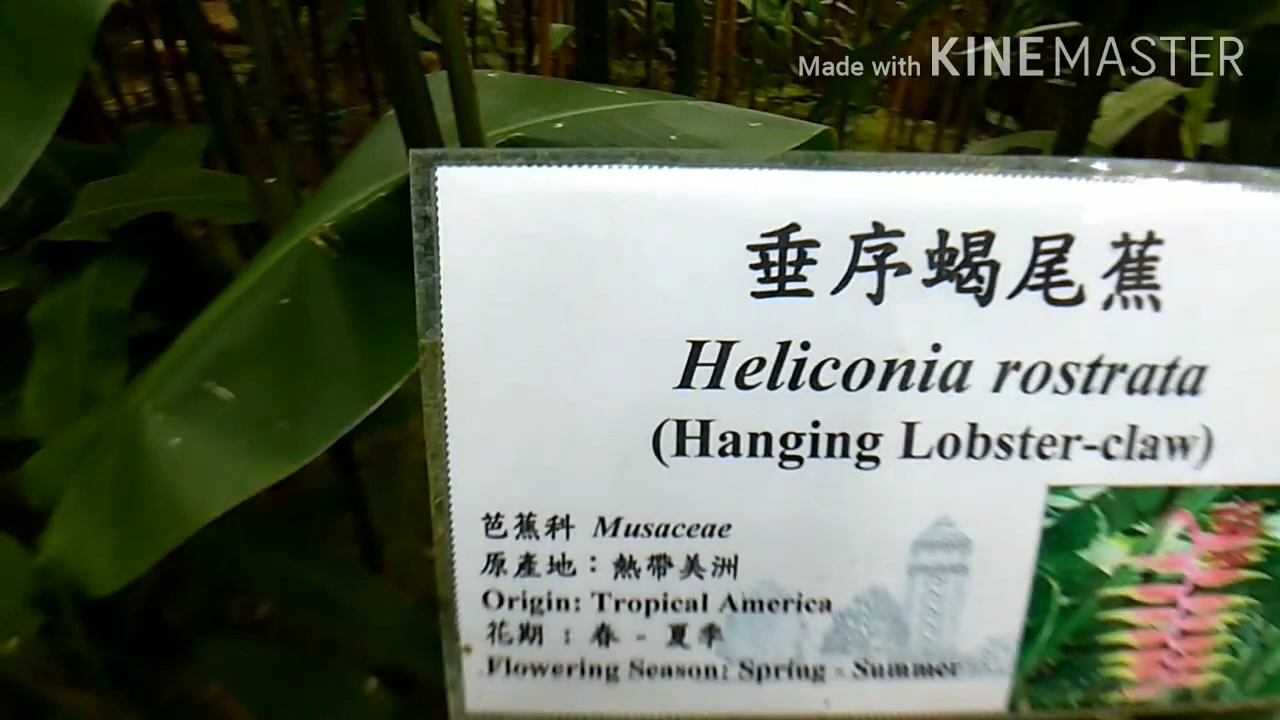 Made with KINEMASTER
垂序蝎尾蕉
Heliconia rostrata
(Hanging Lobster-claw)
芭蕉科 Musaceae
原產地：熱帶美洲
Origin: Tropical America
花期 : 春 - 夏季
Flowering Season: Spring - Summer